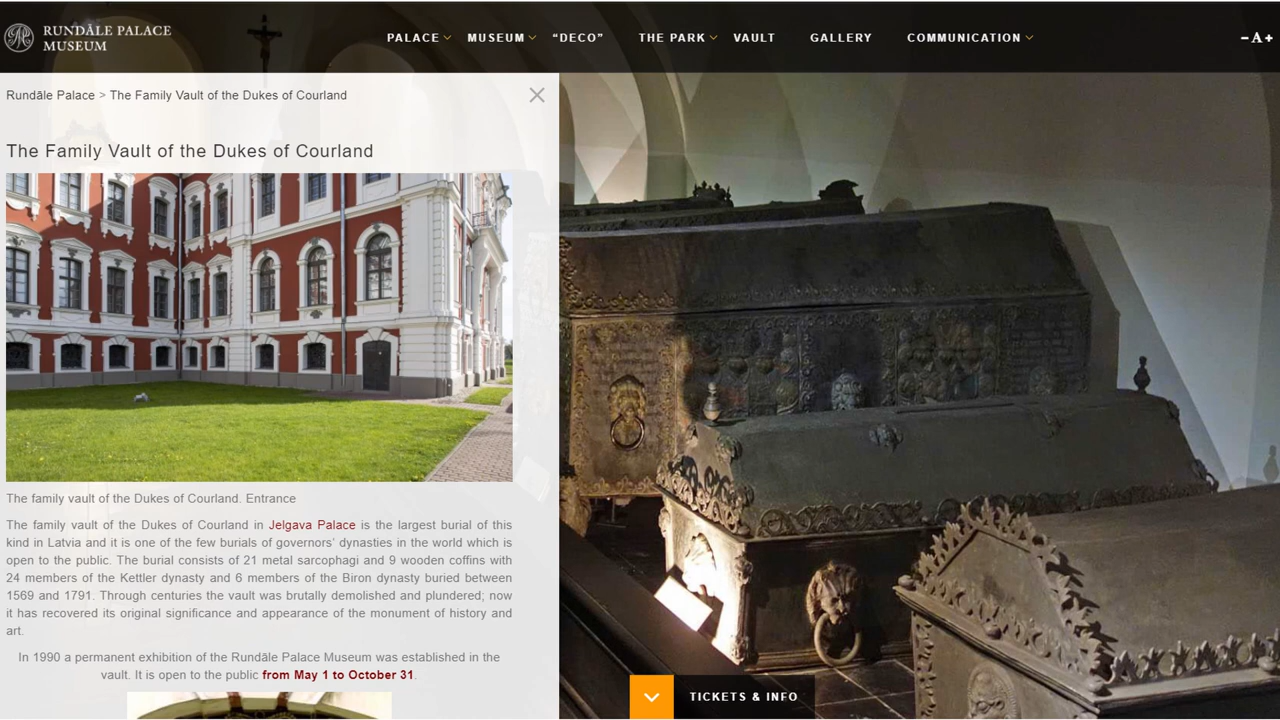 RUNDĀLE PALACE
MUSEUM
PALACE
MUSEUM
“DECO”
THE PARK
VAULT
GALLERY
COMMUNICATION
-A+
Rundāle Palace > The Family Vault of the Dukes of Courland
The Family Vault of the Dukes of Courland
The family vault of the Dukes of Courland. Entrance
The family vault of the Dukes of Courland in Jelgava Palace is the largest burial of this
kind in Latvia and it is one of the few burials of governors’ dynasties in the world which is
open to the public. The burial consists of 21 metal sarcophagi and 9 wooden coffins with
24 members of the Kettler dynasty and 6 members of the Biron dynasty buried between
1569 and 1791. Through centuries the vault was brutally demolished and plundered; now
it has recovered its original significance and appearance of the monument of history and
art.
In 1990 a permanent exhibition of the Rundāle Palace Museum was established in the
vault. It is open to the public from May 1 to October 31.
TICKETS & INFO